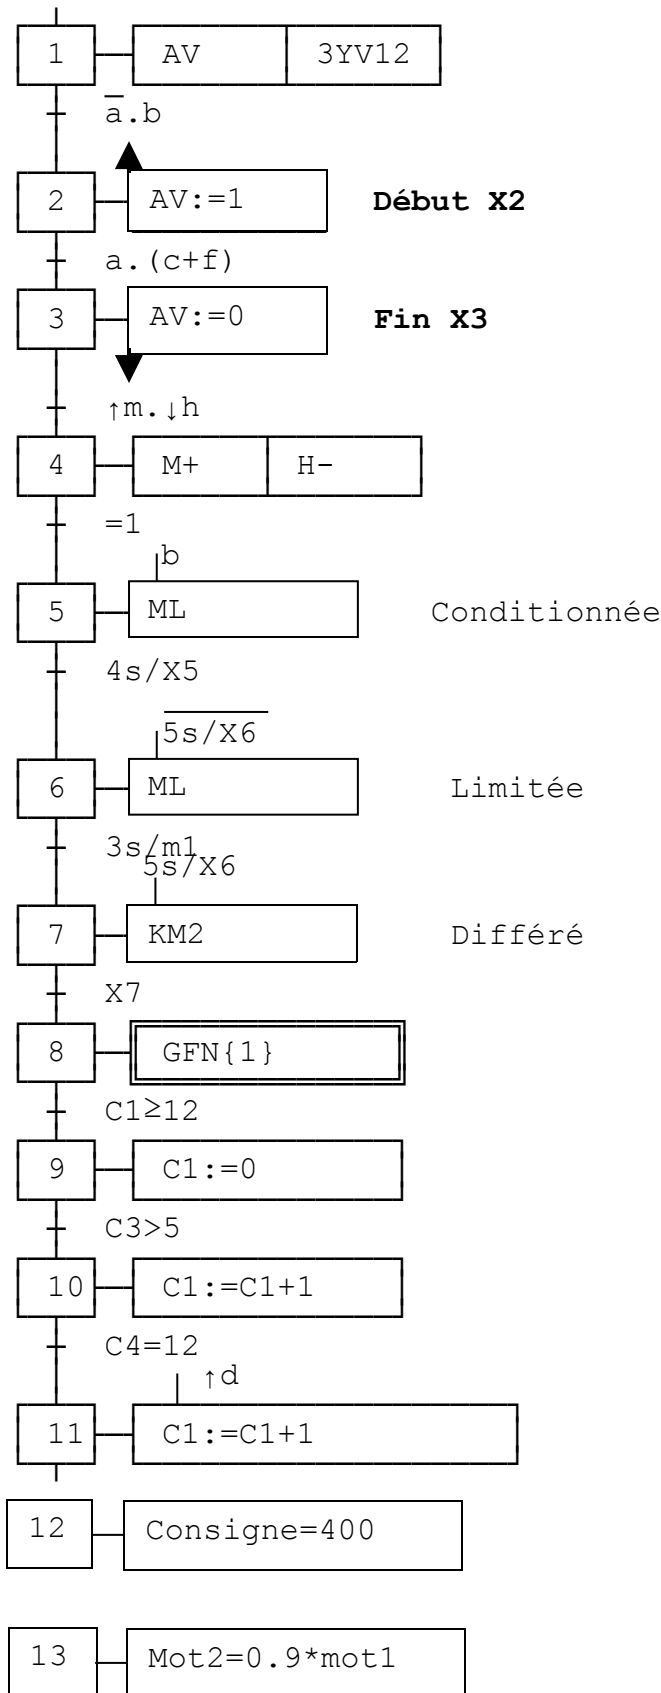 1 AV 3YV12
a̅.b
2 AV:=1 Début X2
a.(c+f)
3 AV:=0 Fin X3
↑m.↓h
4 M+ H-
=1
b
5 ML Conditionnée
4s/X5
5s/X6
6 ML Limitée
3s/m1
5s/X6
7 KM2 Différé
X7
8 GFN{1}
C1≥12
9 C1:=0
C3>5
10 C1:=C1+1
C4=12
↑d
11 C1:=C1+1
12 Consigne=400
13 Mot2=0.9*mot1